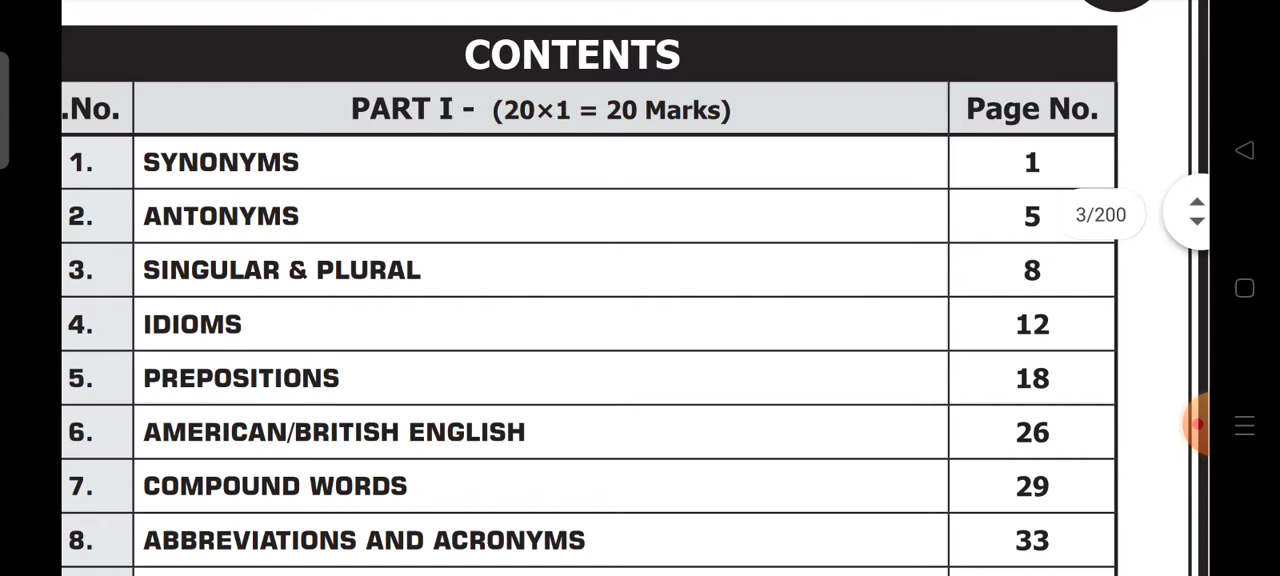 CONTENTS
.No. PART I - (20×1 = 20 Marks) Page No.
1. SYNONYMS 1
2. ANTONYMS 5
3/200
3. SINGULAR & PLURAL 8
4. IDIOMS 12
5. PREPOSITIONS 18
6. AMERICAN/BRITISH ENGLISH 26
7. COMPOUND WORDS 29
8. ABBREVIATIONS AND ACRONYMS 33